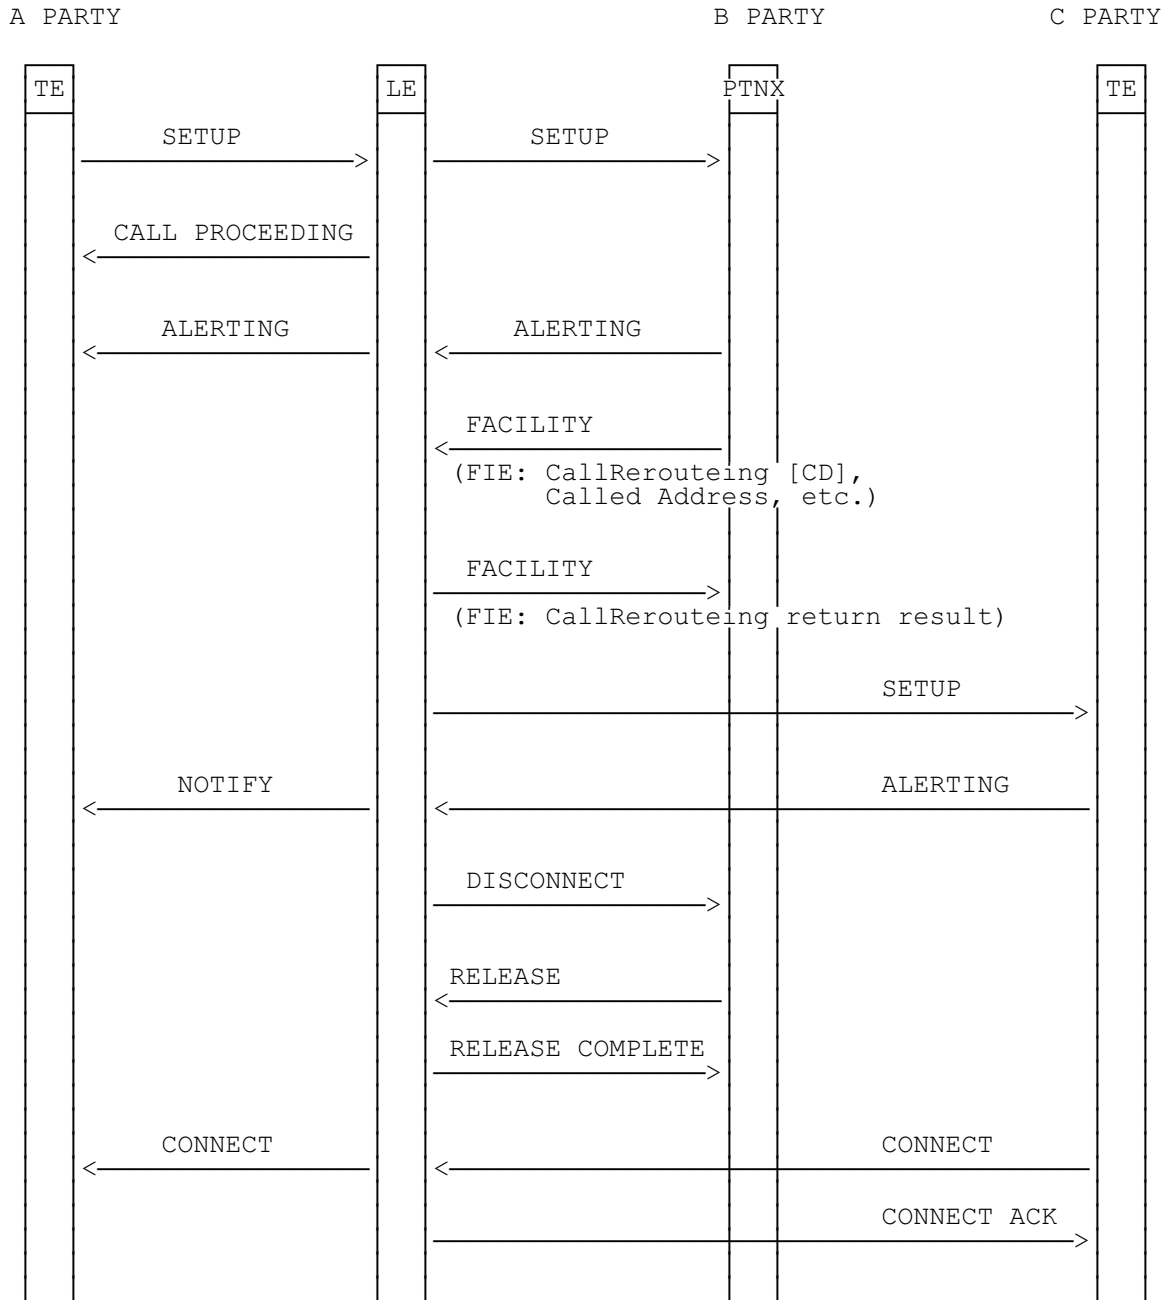 A PARTY B PARTY C PARTY
TE LE PTNX TE
SETUP SETUP
CALL PROCEEDING
ALERTING ALERTING
FACILITY
(FIE: CallRerouteing [CD],
Called Address, etc.)
FACILITY
(FIE: CallRerouteing return result)
SETUP
NOTIFY ALERTING
DISCONNECT
RELEASE
RELEASE COMPLETE
CONNECT CONNECT
CONNECT ACK